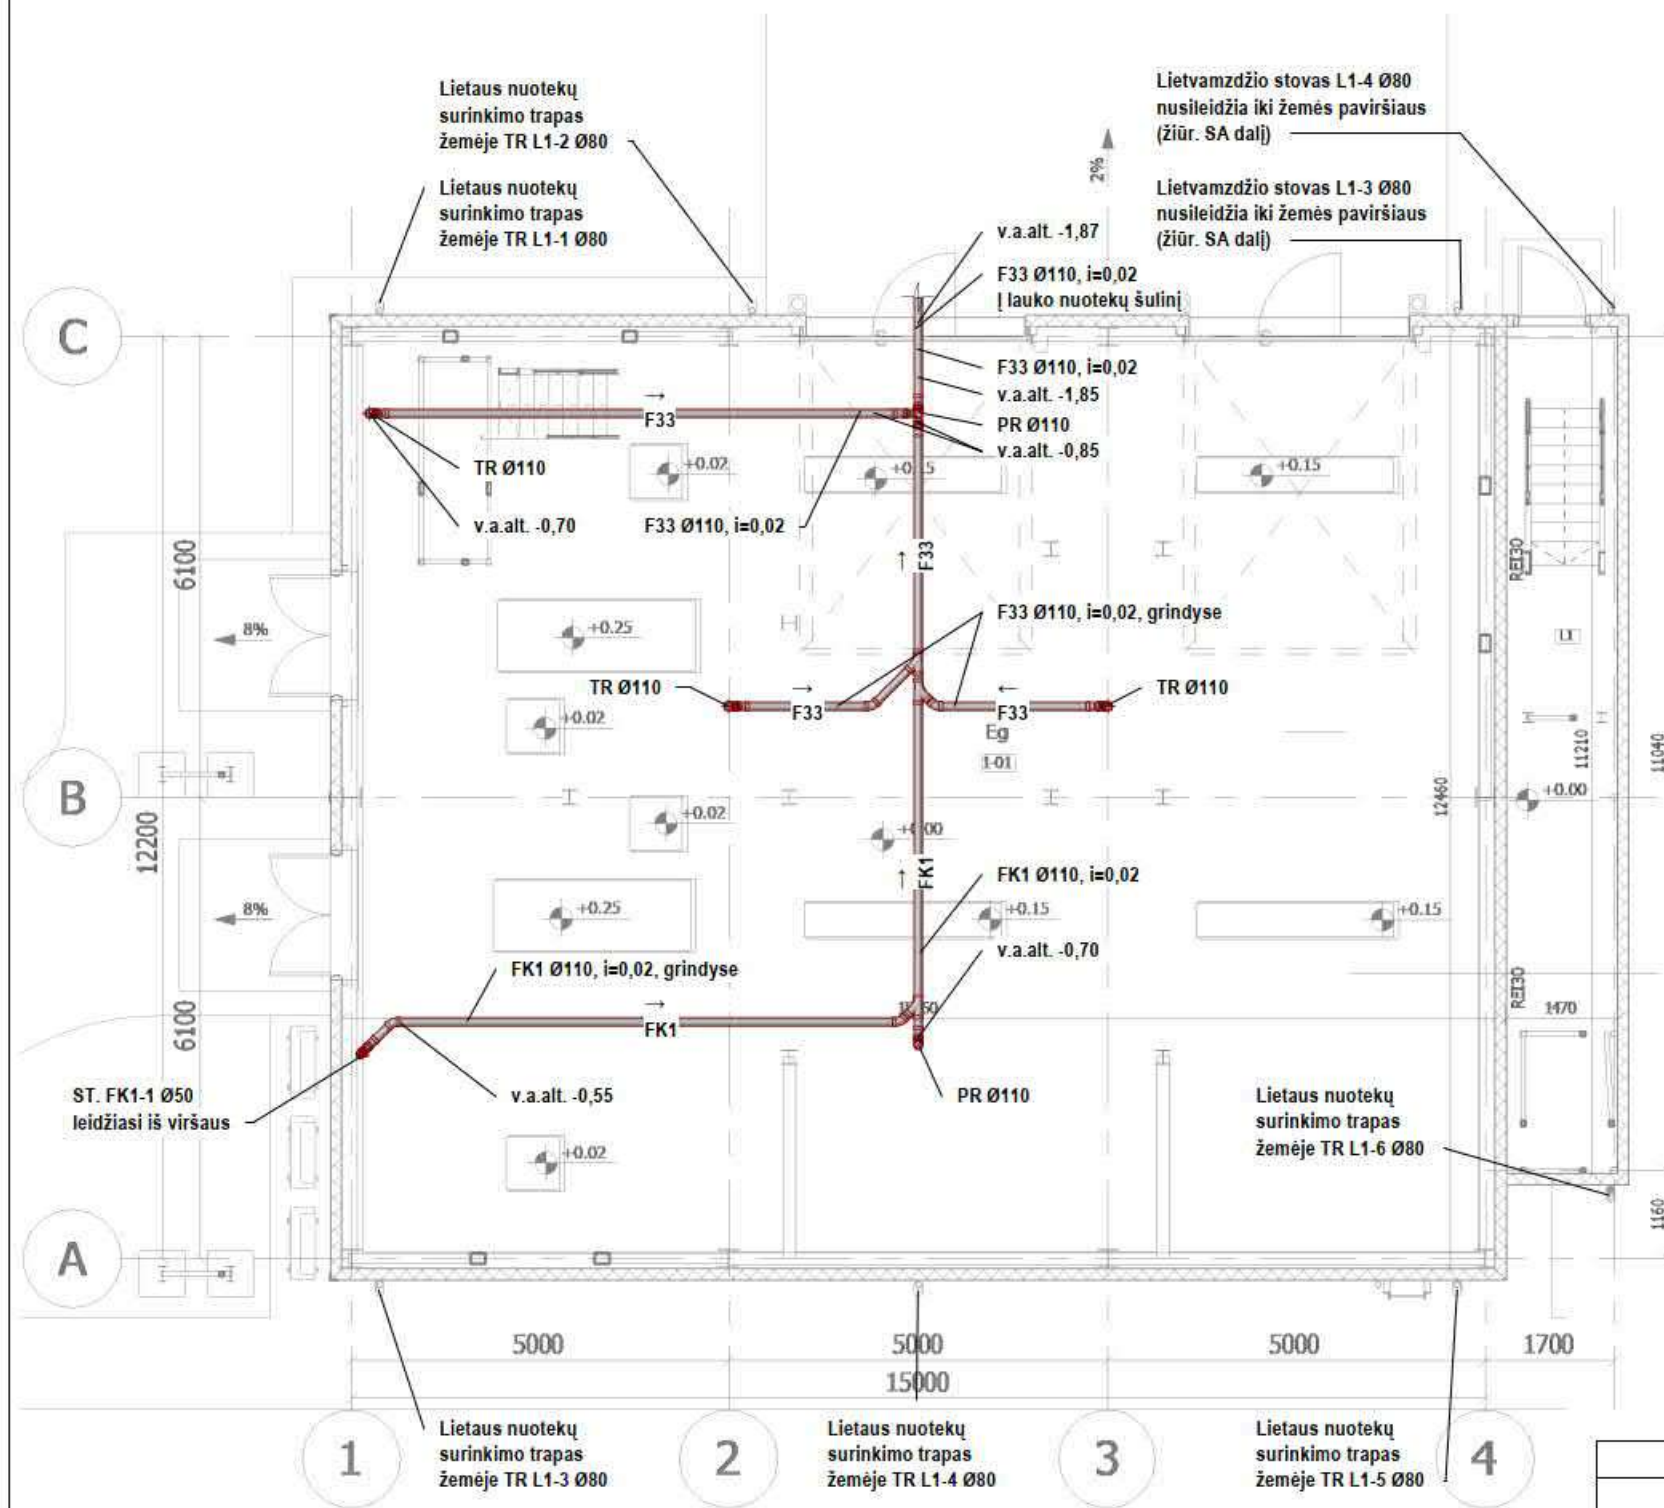 Lietaus nuotekų
surinkimo trapas
žemėje TR L1-2 Ø80
Lietaus nuotekų
surinkimo trapas
žemėje TR L1-1 Ø80
Lietvamzdžio stovas L1-4 Ø80
nusileidžia iki žemės paviršiaus
(žiūr. SA dalį)
2%
Lietvamzdžio stovas L1-3 Ø80
nusileidžia iki žemės paviršiaus
(žiūr. SA dalį)
v.a.alt. -1,87
F33 Ø110, i=0,02
Į lauko nuotekų šulinį
C
F33 Ø110, i=0,02
v.a.alt. -1,85
→
F33
PR Ø110
v.a.alt. -0,85
TR Ø110
+0.02
+0.15
+0.15
v.a.alt. -0,70
F33 Ø110, i=0,02
6100
→
F33
REI30
F33 Ø110, i=0,02, grindyse
8%
+0.25
L1
TR Ø110
→
F33
←
F33
TR Ø110
+0.02
Eg
1-01
11210
11040
B
12460
+0.00
12200
+0.02
+0.00
→
FK1
FK1 Ø110, i=0,02
8%
+0.25
+0.15
+0.15
v.a.alt. -0,70
FK1 Ø110, i=0,02, grindyse
REI30
1470
6100
→
FK1
ST. FK1-1 Ø50
leidžiasi iš viršaus
v.a.alt. -0,55
PR Ø110
Lietaus nuotekų
surinkimo trapas
žemėje TR L1-6 Ø80
+0.02
1160
A
5000
5000
5000
1700
15000
Lietaus nuotekų
surinkimo trapas
žemėje TR L1-3 Ø80
Lietaus nuotekų
surinkimo trapas
žemėje TR L1-4 Ø80
Lietaus nuotekų
surinkimo trapas
žemėje TR L1-5 Ø80
1
2
3
4